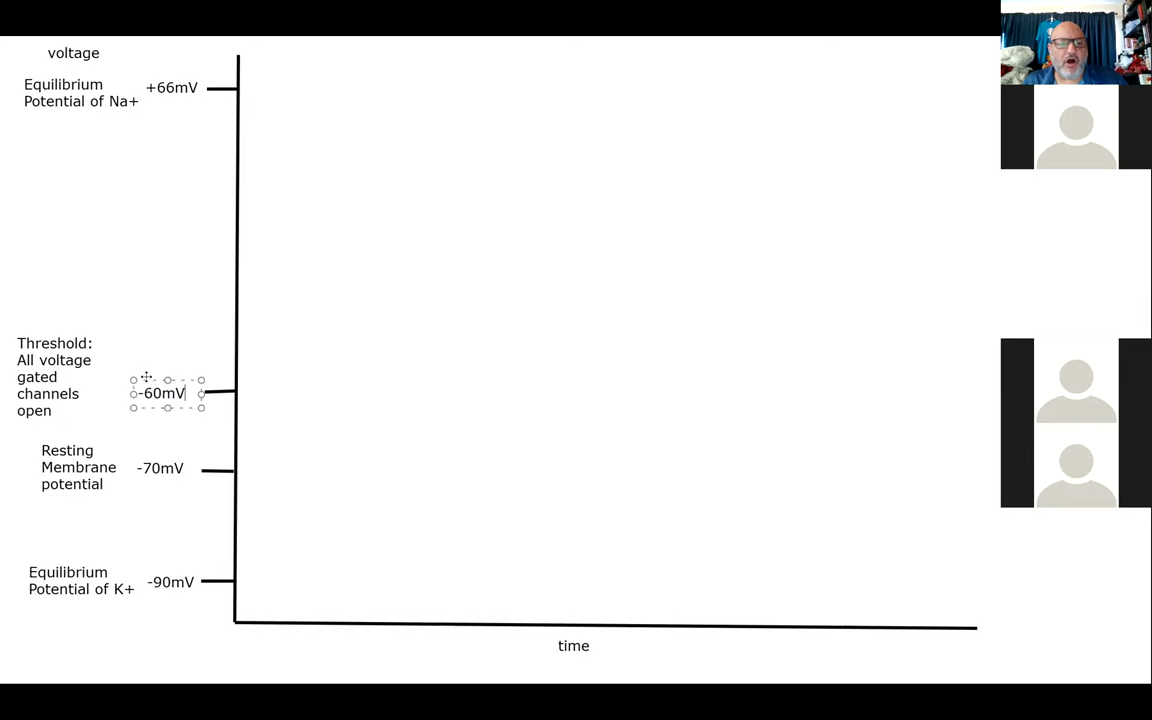 voltage
Equilibrium
Potential of Na+
+66mV
Threshold:
All voltage
gated
channels
open
-60mV
Resting
Membrane
potential
-70mV
Equilibrium
Potential of K+
-90mV
time